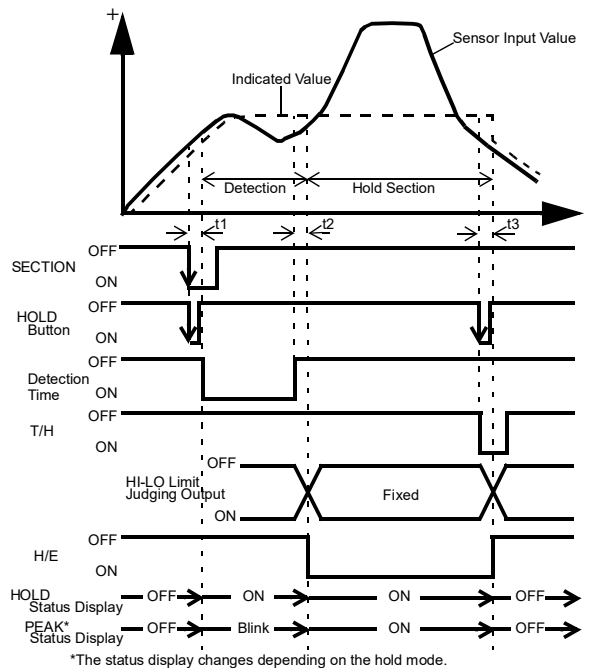 +
Sensor Input Value
Indicated Value
Detection
Hold Section
t1
t2
t3
SECTION
OFF
ON
HOLD
Button
OFF
ON
Detection
Time
OFF
ON
T/H
OFF
ON
HI-LO Limit
Judging Output
OFF
ON
Fixed
H/E
OFF
ON
HOLD
Status Display
OFF ON ON OFF
PEAK*
Status Display
OFF Blink ON OFF
*The status display changes depending on the hold mode.